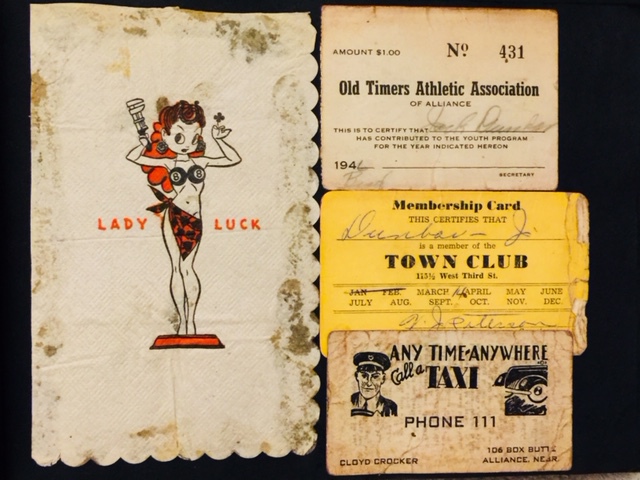 LADY LUCK
8 8
AMOUNT $1.00 Nº 431
Old Timers Athletic Association
OF ALLIANCE
THIS IS TO CERTIFY THAT
HAS CONTRIBUTED TO THE YOUTH PROGRAM
FOR THE YEAR INDICATED HEREON
194
SECRETARY
Membership Card
THIS CERTIFIES THAT
Dunbar - J
is a member of the
TOWN CLUB
115½ West Third St.
JAN FEB. MARCH APRIL MAY JUNE
JULY AUG. SEPT. OCT. NOV. DEC.
ANY TIME-ANYWHERE
Call a TAXI
PHONE 111
CLOYD CROCKER
106 BOX BUTTE
ALLIANCE, NEBR.